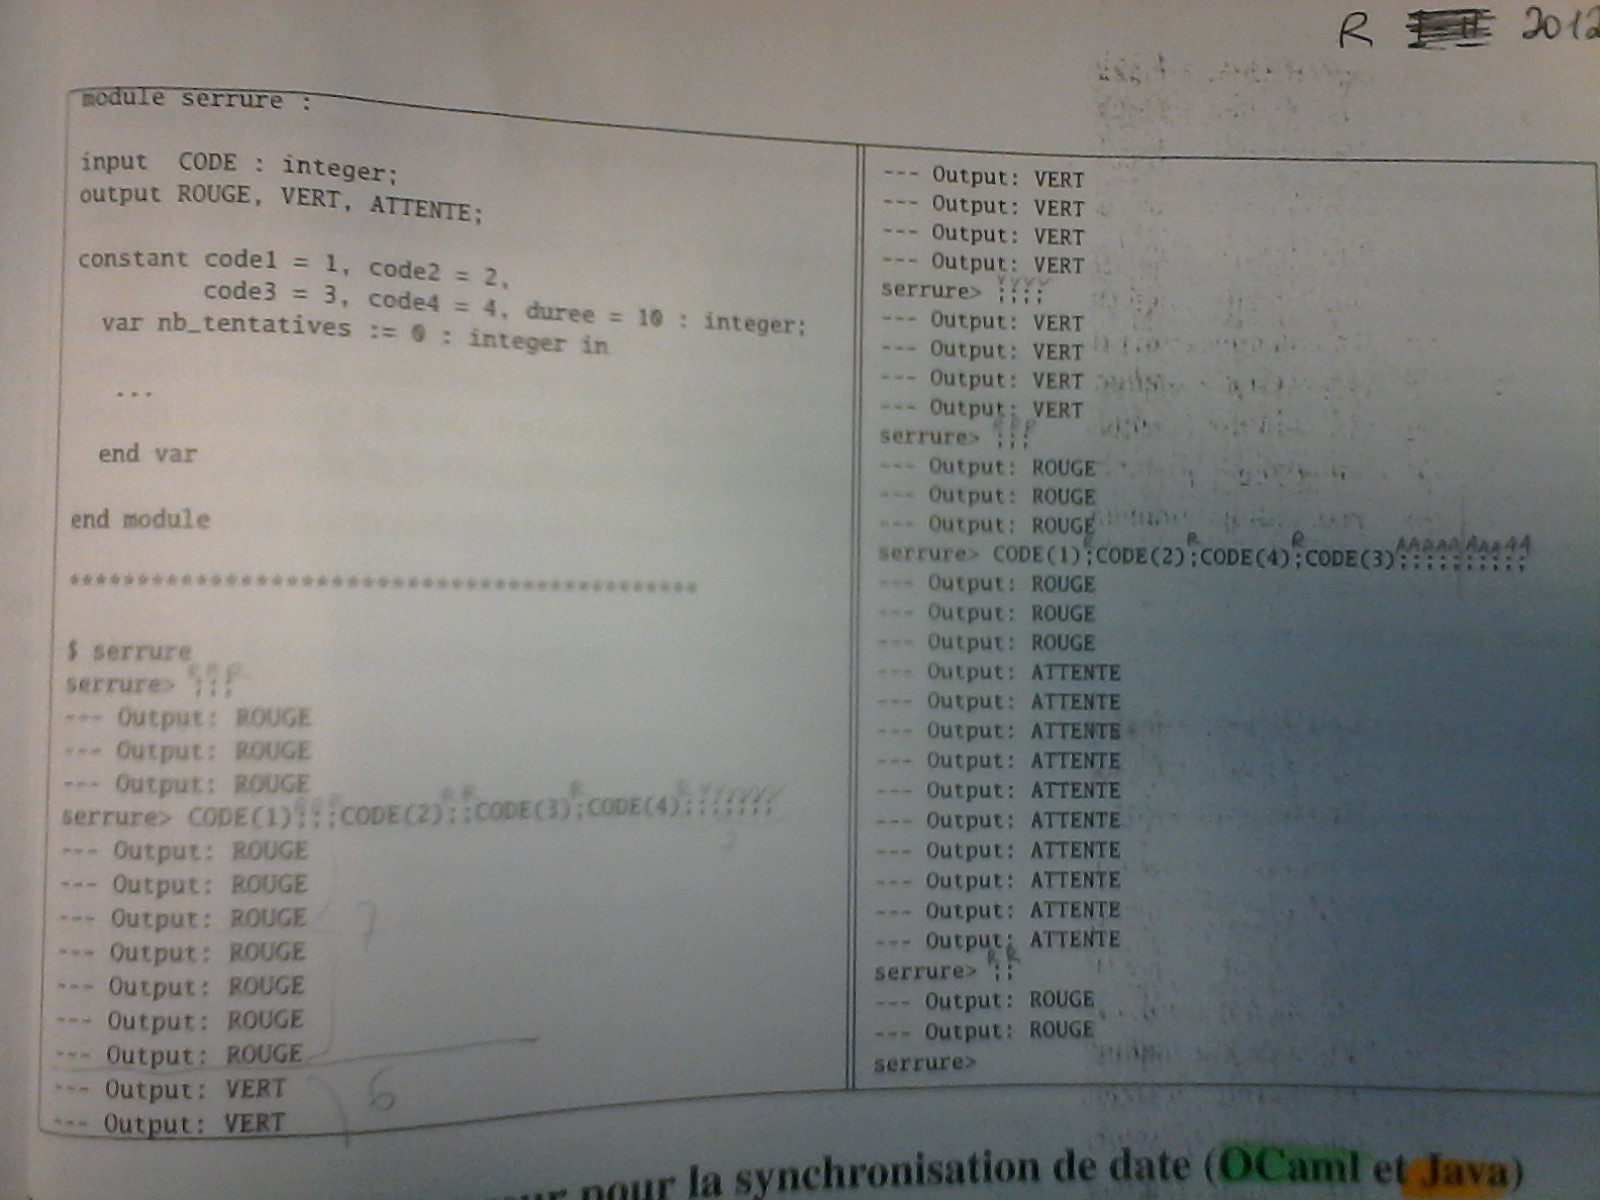 R 2012
module serrure :
input CODE : integer;
output ROUGE, VERT, ATTENTE;
constant code1 = 1, code2 = 2,
code3 = 3, code4 = 4, duree = 10 : integer;
var nb_tentatives := 0 : integer in
...
end var
end module
***********************************************
$ serrure
serrure> ;;;
--- Output: ROUGE
--- Output: ROUGE
--- Output: ROUGE
serrure> CODE(1);;;CODE(2);;CODE(3);CODE(4);;;;;;;
--- Output: ROUGE
--- Output: ROUGE
--- Output: ROUGE
--- Output: ROUGE
--- Output: ROUGE
--- Output: ROUGE
--- Output: ROUGE
--- Output: VERT
--- Output: VERT
7
6
--- Output: VERT
--- Output: VERT
--- Output: VERT
--- Output: VERT
serrure> ;;;;
--- Output: VERT
--- Output: VERT
--- Output: VERT
--- Output: VERT
serrure> ;;;
--- Output: ROUGE
--- Output: ROUGE
--- Output: ROUGE
serrure> CODE(1);CODE(2);CODE(4);CODE(3);;;;;;;;;;
--- Output: ROUGE
--- Output: ROUGE
--- Output: ROUGE
--- Output: ATTENTE
--- Output: ATTENTE
--- Output: ATTENTE
--- Output: ATTENTE
--- Output: ATTENTE
--- Output: ATTENTE
--- Output: ATTENTE
--- Output: ATTENTE
--- Output: ATTENTE
--- Output: ATTENTE
serrure> ;;
--- Output: ROUGE
--- Output: ROUGE
serrure>
pour la synchronisation de date (OCaml et Java)